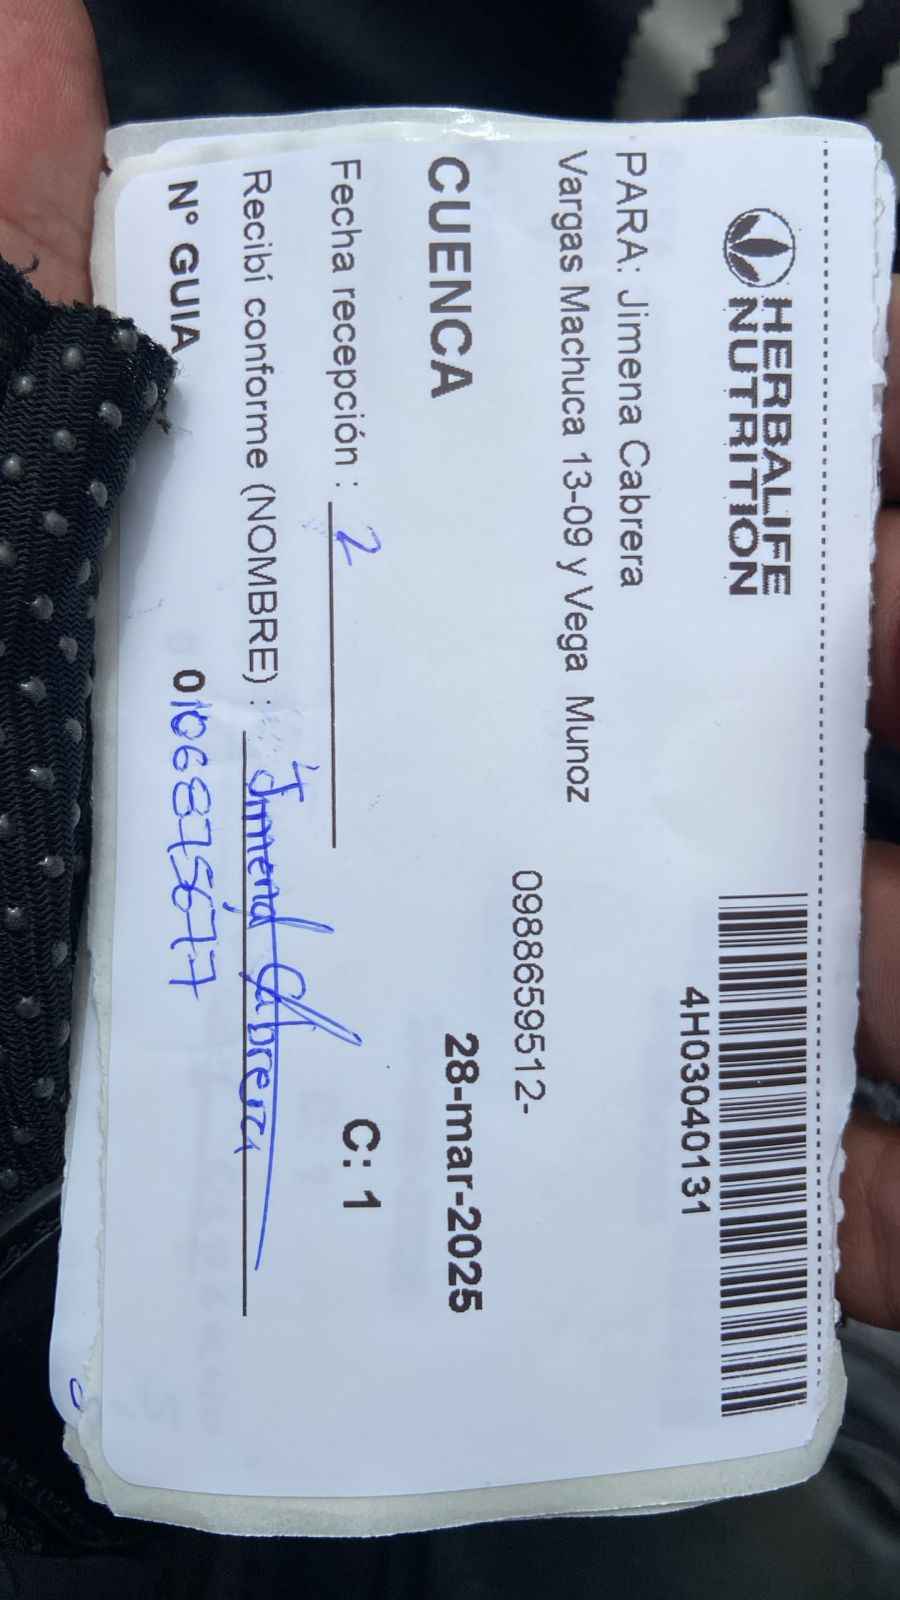 HERBALIFE
NUTRITION
4H03040131
PARA: Jimena Cabrera
Vargas Machuca 13-09 y Vega Munoz
0988659512-
CUENCA
28-mar-2025
Fecha recepción : 2
C: 1
Recibí conforme (NOMBRE) : Jimena Cabrera
N° GUIA 0106875677